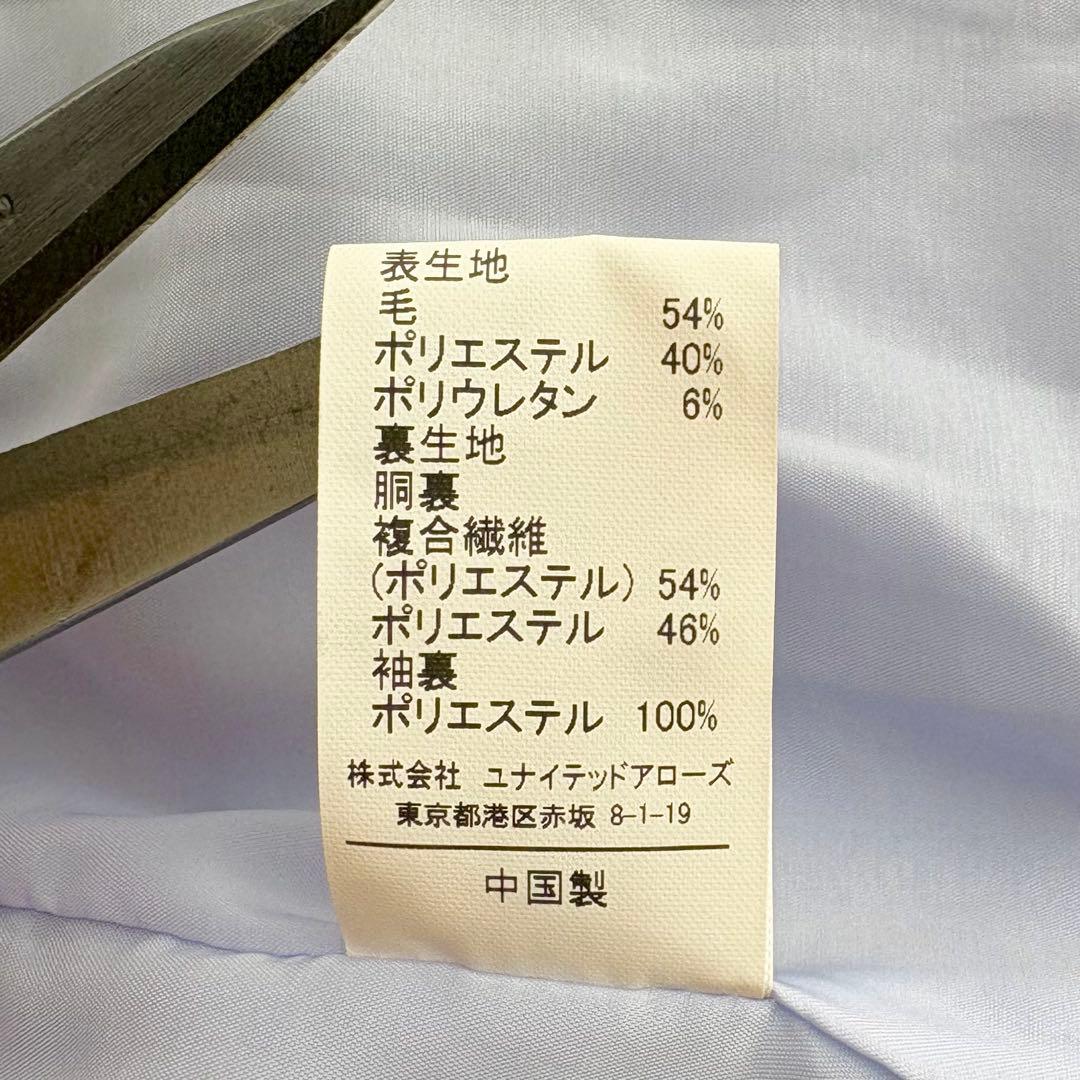 表生地
毛 54%
ポリエステル 40%
ポリウレタン 6%
裏生地
胴裏
複合繊維
(ポリエステル) 54%
ポリエステル 46%
袖裏
ポリエステル 100%
株式会社 ユナイテッドアローズ
東京都港区赤坂 8-1-19
中国製